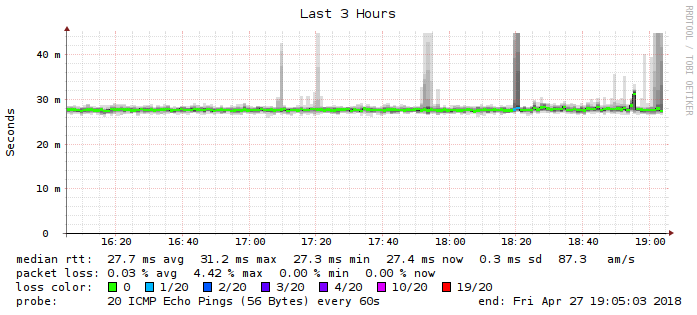 Last 3 Hours
RRDTOOL / TOBI OETIKER
Seconds
40 m
30 m
20 m
10 m
0
16:20 16:40 17:00 17:20 17:40 18:00 18:20 18:40 19:00
median rtt: 27.7 ms avg 31.2 ms max 27.3 ms min 27.4 ms now 0.3 ms sd 87.3 am/s
packet loss: 0.03 % avg 4.42 % max 0.00 % min 0.00 % now
loss color: 0 1/20 2/20 3/20 4/20 10/20 19/20
probe: 20 ICMP Echo Pings (56 Bytes) every 60s end: Fri Apr 27 19:05:03 2018